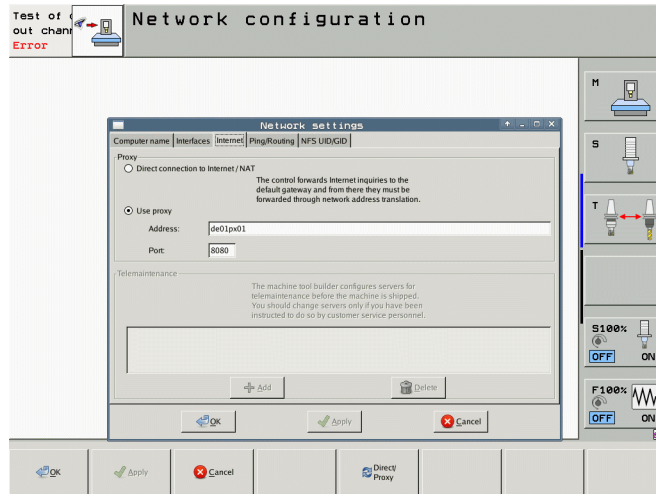 Test of
out chann
Error
Network configuration
Network settings
Computer name
Interfaces
Internet
Ping/Routing
NFS UID/GID
Proxy
Direct connection to Internet / NAT
The control forwards Internet inquiries to the
default gateway and from there they must be
forwarded through network address translation.
Use proxy
Address:
de01px01
Port:
8080
Telemaintenance
The machine tool builder configures servers for
telemaintenance before the machine is shipped.
You should change servers only if you have been
instructed to do so by customer service personnel.
Add
Delete
OK
Apply
Cancel
M
S
T
S100%
OFF
ON
F100%
OFF
ON
OK
Apply
Cancel
Direct/
Proxy